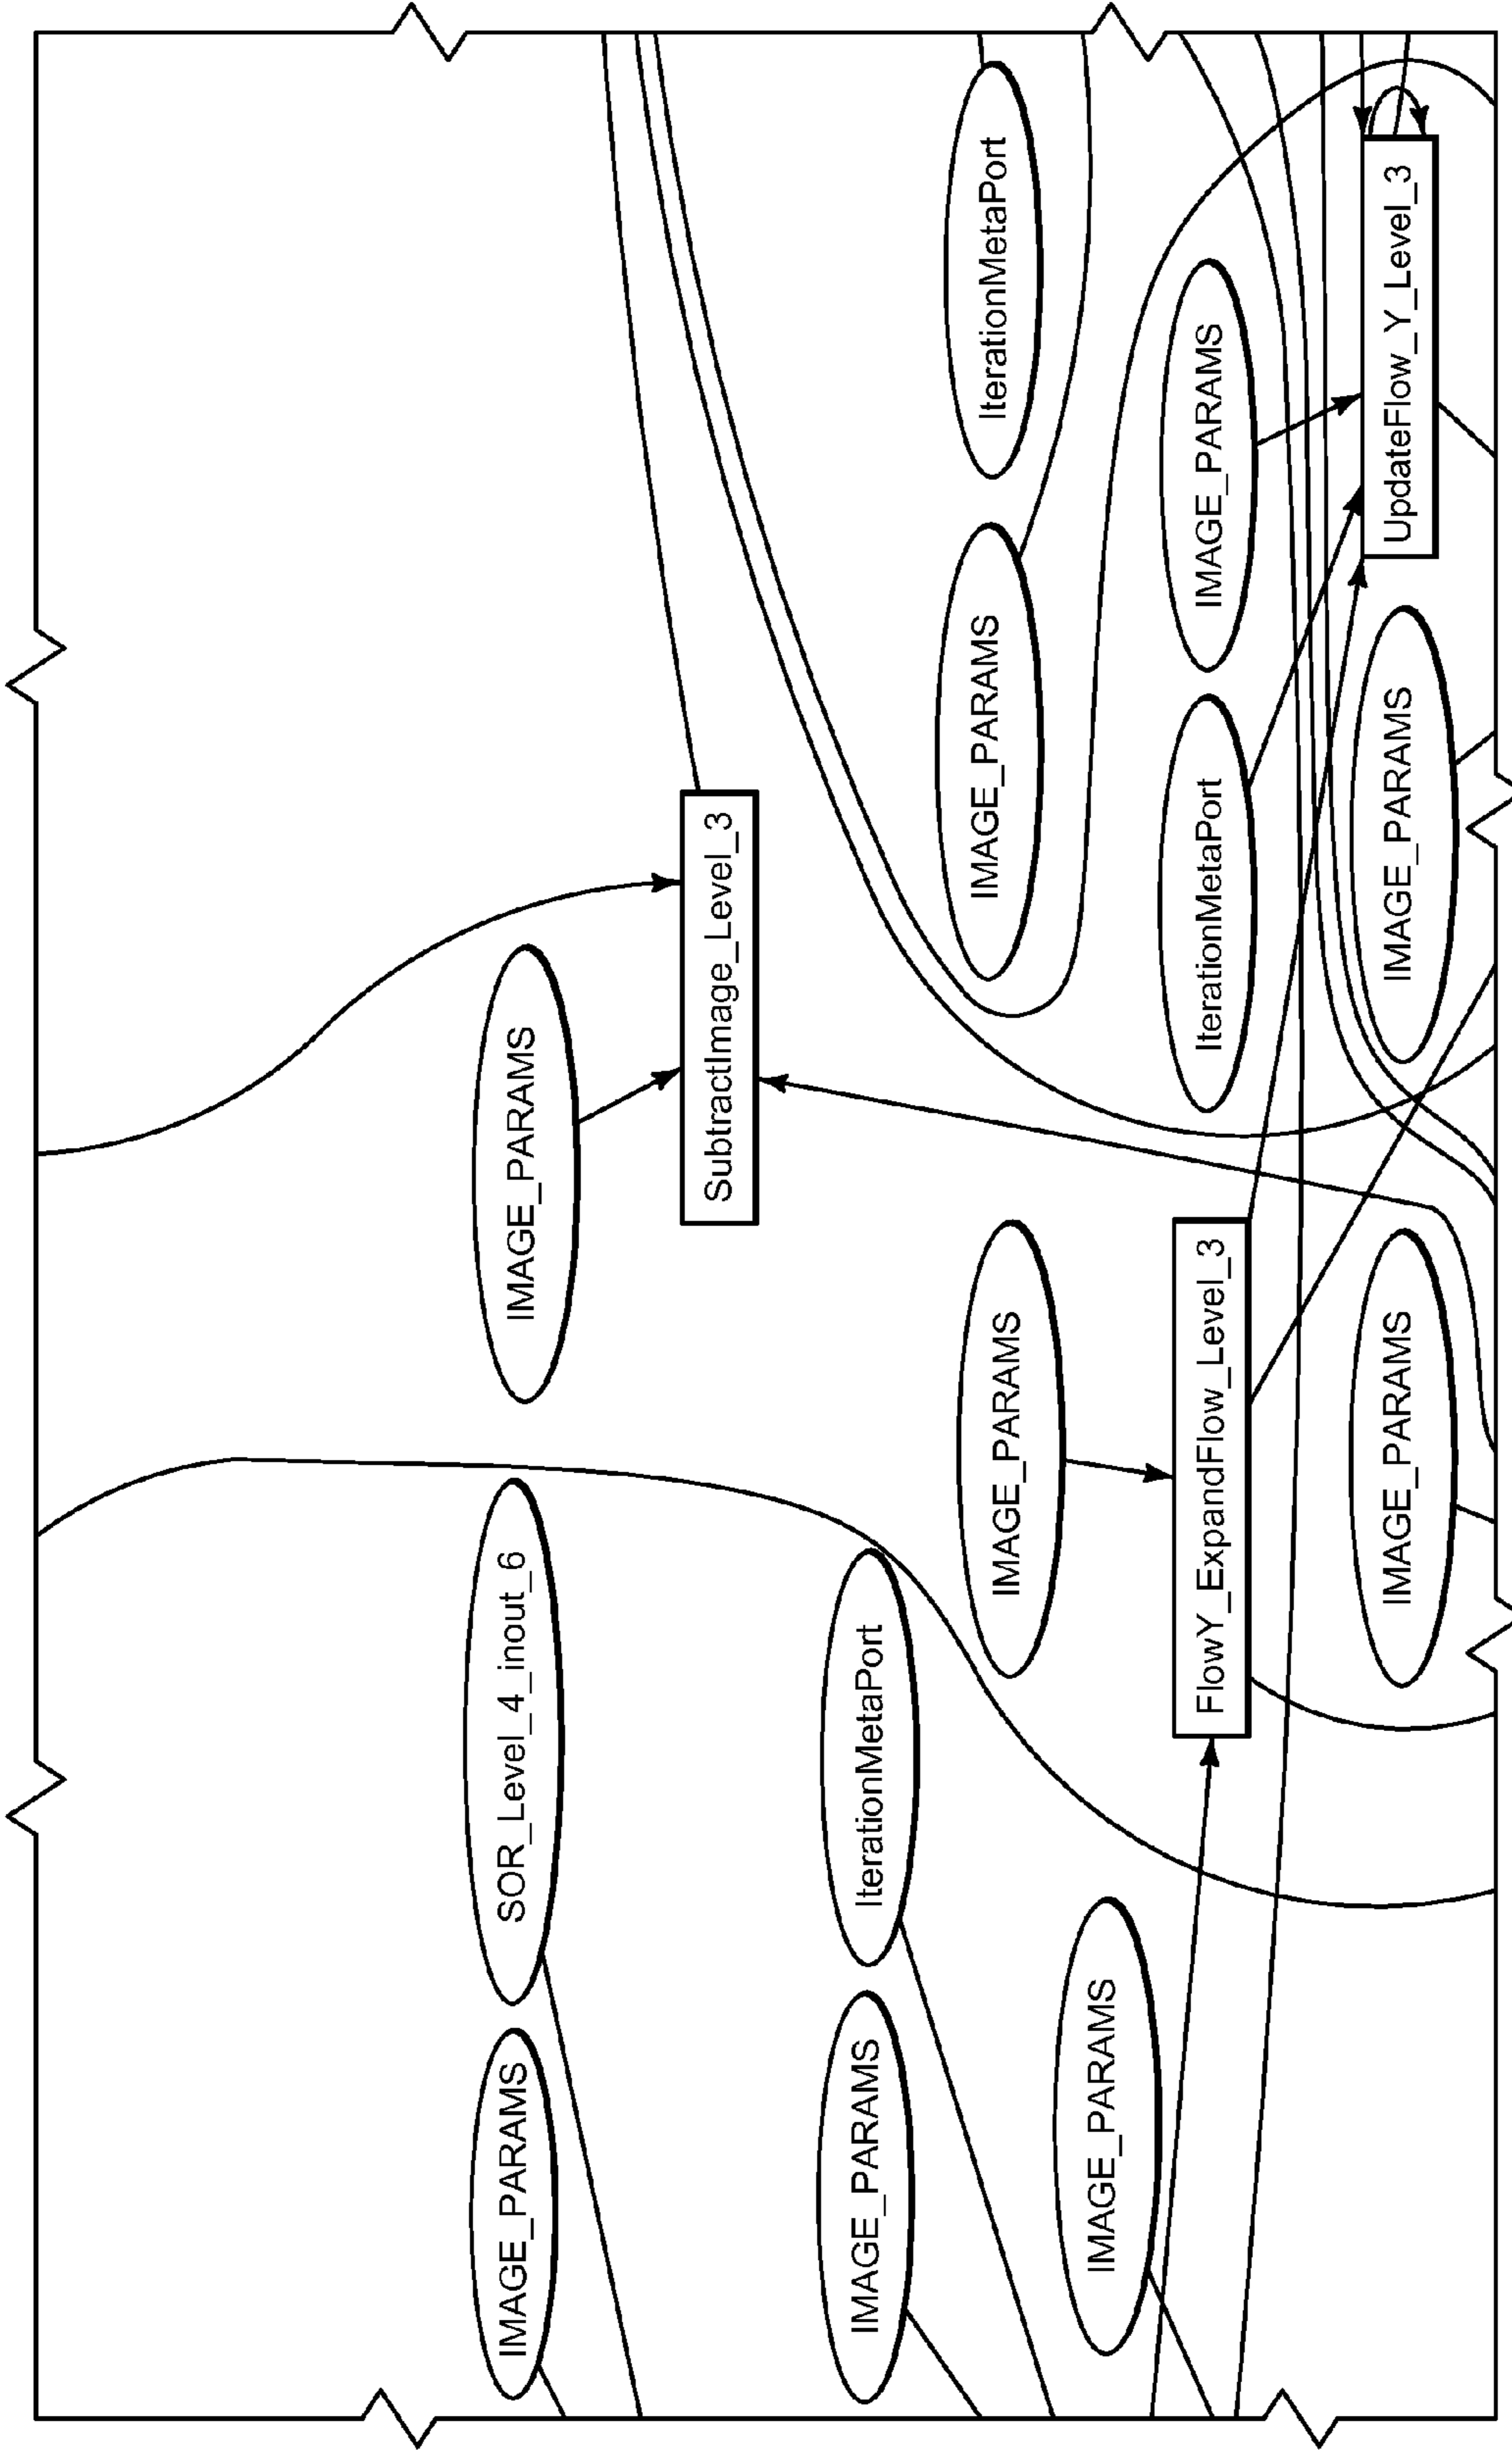 IMAGE_PARAMS
SOR_Level_4_inout_6
IMAGE_PARAMS
SubtractImage_Level_3
IMAGE_PARAMS
IterationMetaPort
IMAGE_PARAMS
IMAGE_PARAMS
IterationMetaPort
IMAGE_PARAMS
FlowY_ExpandFlow_Level_3
IterationMetaPort
IMAGE_PARAMS
IMAGE_PARAMS
IMAGE_PARAMS
UpdateFlow_Y_Level_3